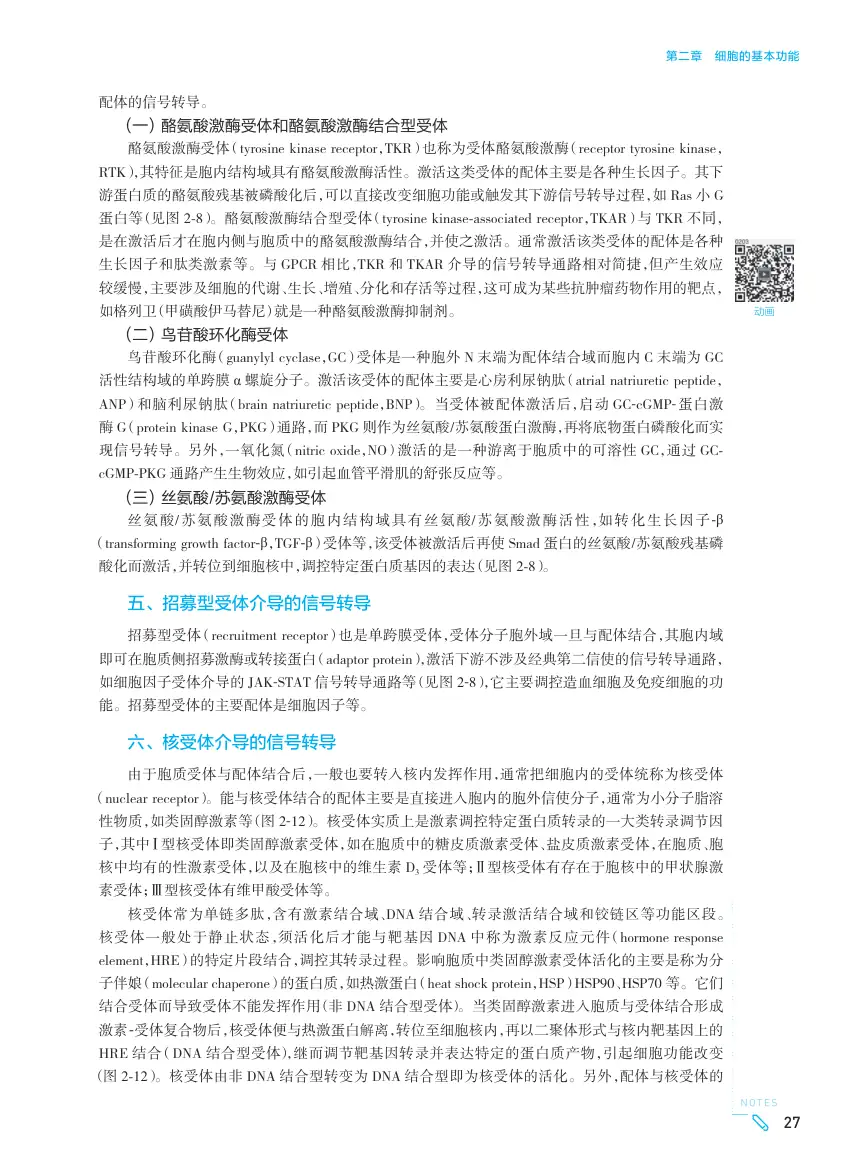 第二章 细胞的基本功能
配体的信号转导。
（一）酪氨酸激酶受体和酪氨酸激酶结合型受体
酪氨酸激酶受体（tyrosine kinase receptor，TKR）也称为受体酪氨酸激酶（receptor tyrosine kinase，
RTK），其特征是胞内结构域具有酪氨酸激酶活性。激活这类受体的配体主要是各种生长因子。其下
游蛋白质的酪氨酸残基被磷酸化后，可以直接改变细胞功能或触发其下游信号转导过程，如 Ras 小 G
蛋白等（见图 2-8）。酪氨酸激酶结合型受体（tyrosine kinase-associated receptor，TKAR）与 TKR 不同，
是在激活后才在胞内侧与胞质中的酪氨酸激酶结合，并使之激活。通常激活该类受体的配体是各种
生长因子和肽类激素等。与 GPCR 相比，TKR 和 TKAR 介导的信号转导通路相对简捷，但产生效应
较缓慢，主要涉及细胞的代谢、生长、增殖、分化和存活等过程，这可成为某些抗肿瘤药物作用的靶点，
如格列卫（甲磺酸伊马替尼）就是一种酪氨酸激酶抑制剂。
0203
动画
（二）鸟苷酸环化酶受体
鸟苷酸环化酶（guanylyl cyclase，GC）受体是一种胞外 N 末端为配体结合域而胞内 C 末端为 GC
活性结构域的单跨膜 α 螺旋分子。激活该受体的配体主要是心房利尿钠肽（atrial natriuretic peptide，
ANP）和脑利尿钠肽（brain natriuretic peptide，BNP）。当受体被配体激活后，启动 GC-cGMP- 蛋白激
酶 G（protein kinase G，PKG）通路，而 PKG 则作为丝氨酸/苏氨酸蛋白激酶，再将底物蛋白磷酸化而实
现信号转导。另外，一氧化氮（nitric oxide，NO）激活的是一种游离于胞质中的可溶性 GC，通过 GC-
cGMP-PKG 通路产生生物效应，如引起血管平滑肌的舒张反应等。
（三）丝氨酸/苏氨酸激酶受体
丝氨酸/苏氨酸激酶受体的胞内结构域具有丝氨酸/苏氨酸激酶活性，如转化生长因子-β
（transforming growth factor-β，TGF-β）受体等，该受体被激活后再使 Smad 蛋白的丝氨酸/苏氨酸残基磷
酸化而激活，并转位到细胞核中，调控特定蛋白质基因的表达（见图 2-8）。
五、招募型受体介导的信号转导
招募型受体（recruitment receptor）也是单跨膜受体，受体分子胞外域一旦与配体结合，其胞内域
即可在胞质侧招募激酶或转接蛋白（adaptor protein），激活下游不涉及经典第二信使的信号转导通路，
如细胞因子受体介导的 JAK-STAT 信号转导通路等（见图 2-8），它主要调控造血细胞及免疫细胞的功
能。招募型受体的主要配体是细胞因子等。
六、核受体介导的信号转导
由于胞质受体与配体结合后，一般也要转入核内发挥作用，通常把细胞内的受体统称为核受体
（nuclear receptor）。能与核受体结合的配体主要是直接进入胞内的胞外信使分子，通常为小分子脂溶
性物质，如类固醇激素等（图 2-12）。核受体实质上是激素调控特定蛋白质转录的一大类转录调节因
子，其中Ⅰ型核受体即类固醇激素受体，如在胞质中的糖皮质激素受体、盐皮质激素受体，在胞质、胞
核中均有的性激素受体，以及在胞核中的维生素 D₃ 受体等；Ⅱ型核受体有存在于胞核中的甲状腺激
素受体；Ⅲ型核受体有维甲酸受体等。
核受体常为单链多肽，含有激素结合域、DNA 结合域、转录激活结合域和铰链区等功能区段。
核受体一般处于静止状态，须活化后才能与靶基因 DNA 中称为激素反应元件（hormone response
element，HRE）的特定片段结合，调控其转录过程。影响胞质中类固醇激素受体活化的主要是称为分
子伴娘（molecular chaperone）的蛋白质，如热激蛋白（heat shock protein，HSP）HSP90、HSP70 等。它们
结合受体而导致受体不能发挥作用（非 DNA 结合型受体）。当类固醇激素进入胞质与受体结合形成
激素-受体复合物后，核受体便与热激蛋白解离，转位至细胞核内，再以二聚体形式与核内靶基因上的
HRE 结合（DNA 结合型受体），继而调节靶基因转录并表达特定的蛋白质产物，引起细胞功能改变
（图 2-12）。核受体由非 DNA 结合型转变为 DNA 结合型即为核受体的活化。另外，配体与核受体的
NOTES
27